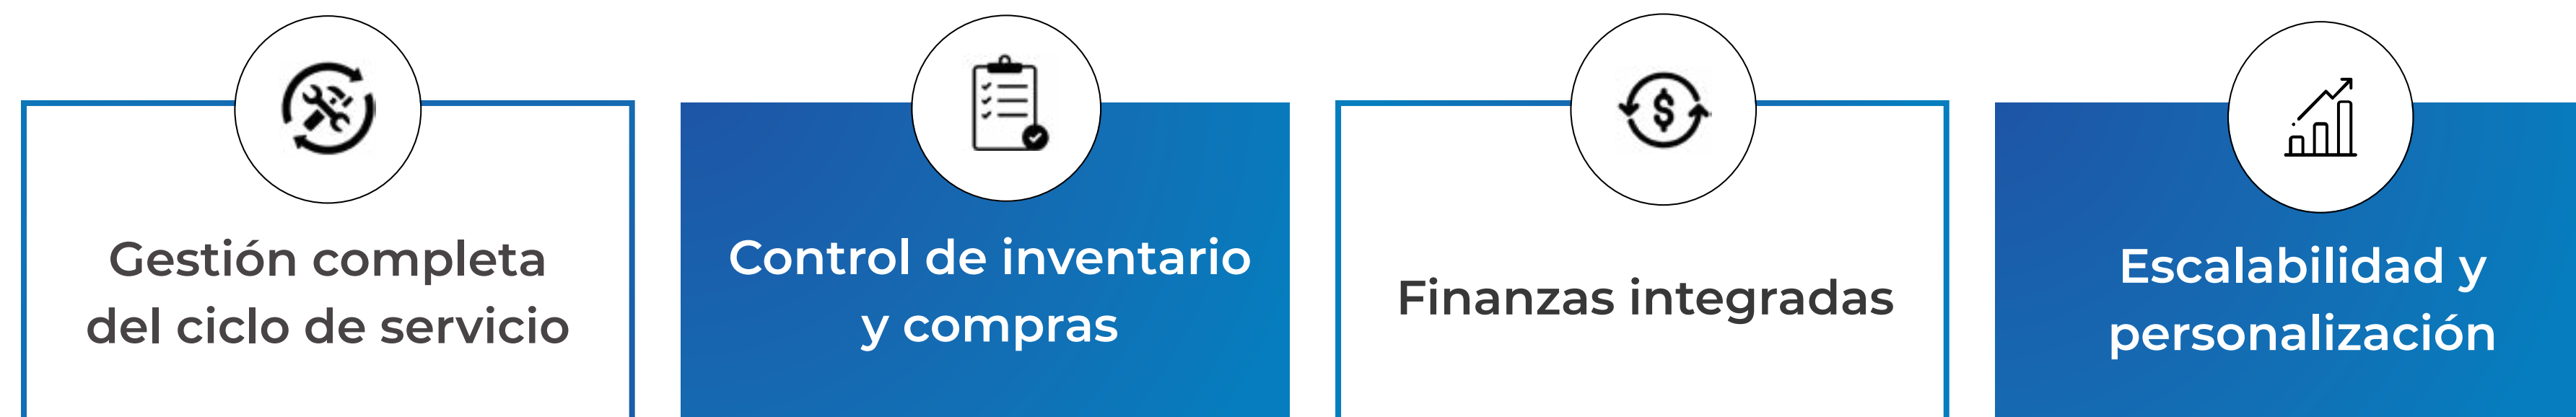 Gestión completa
del ciclo de servicio
Control de inventario
y compras
Finanzas integradas
Escalabilidad y
personalización